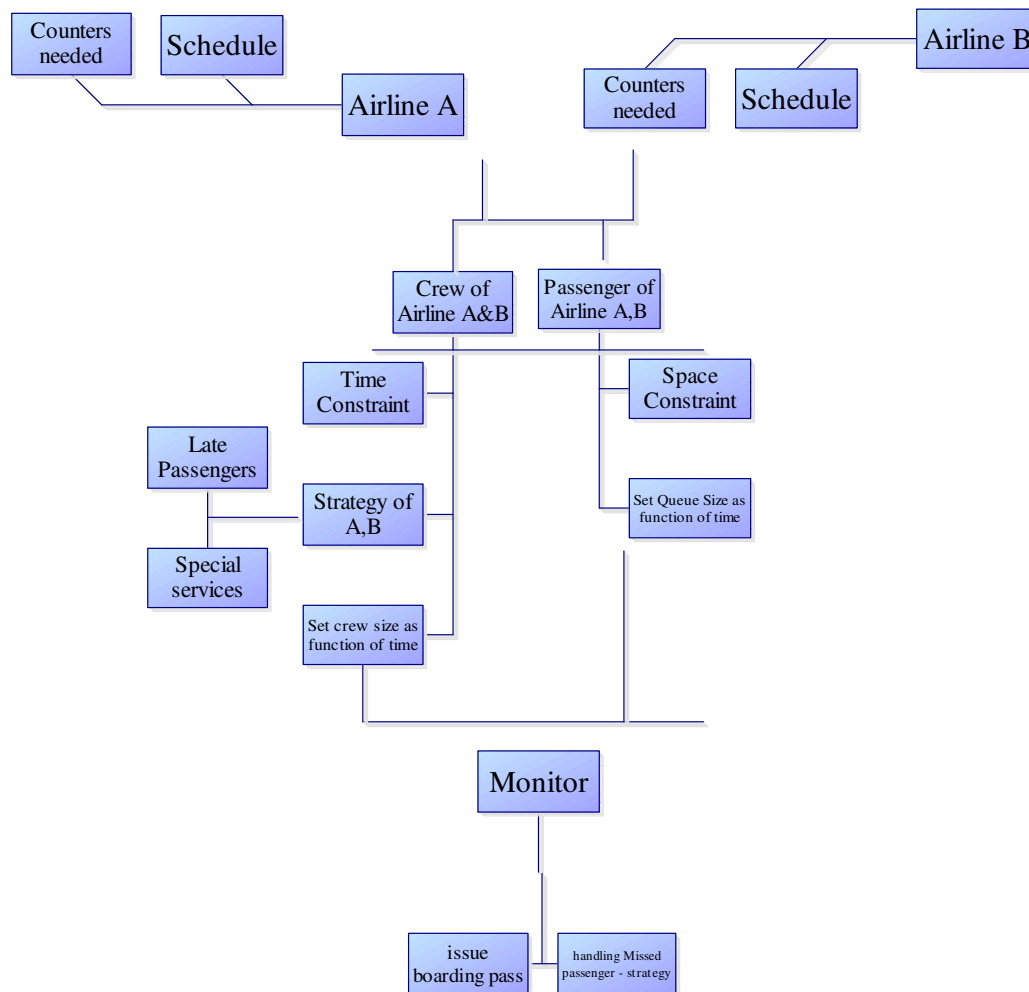 Counters
needed
Schedule
Airline A
Airline B
Counters
needed
Schedule
Crew of
Airline A&B
Passenger of
Airline A,B
Time
Constraint
Space
Constraint
Late
Passengers
Strategy of
A,B
Set Queue Size as
function of time
Special
services
Set crew size as
function of time
Monitor
issue
boarding pass
handling Missed
passenger - strategy